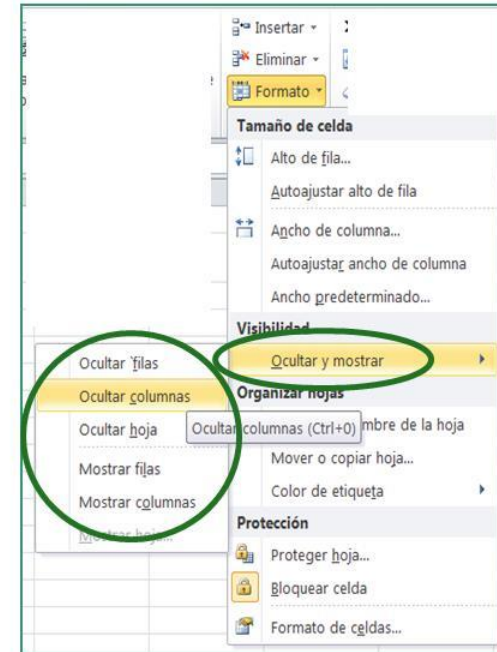 Insertar
Eliminar
Formato
Tamaño de celda
Alto de fila...
Autoajustar alto de fila
Ancho de columna...
Autoajustar ancho de columna
Ancho predeterminado...
Visibilidad
Ocultar y mostrar
Organizar hojas
mbre de la hoja
Mover o copiar hoja...
Color de etiqueta
Protección
Proteger hoja...
Bloquear celda
Formato de celdas...
Ocultar filas
Ocultar columnas
Ocultar hoja
Ocultar columnas (Ctrl+0)
Mostrar filas
Mostrar columnas
Mostrar hoja...